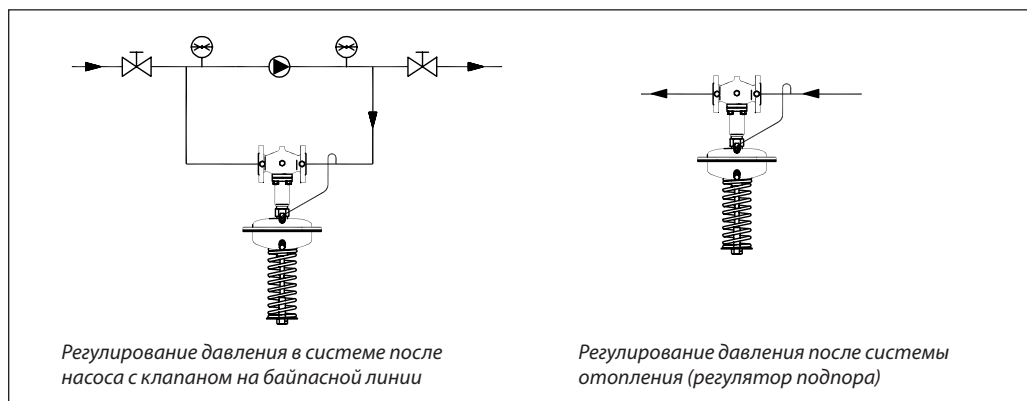 Регулирование давления в системе после
насоса с клапаном на байпасной линии
Регулирование давления после системы
отопления (регулятор подпора)